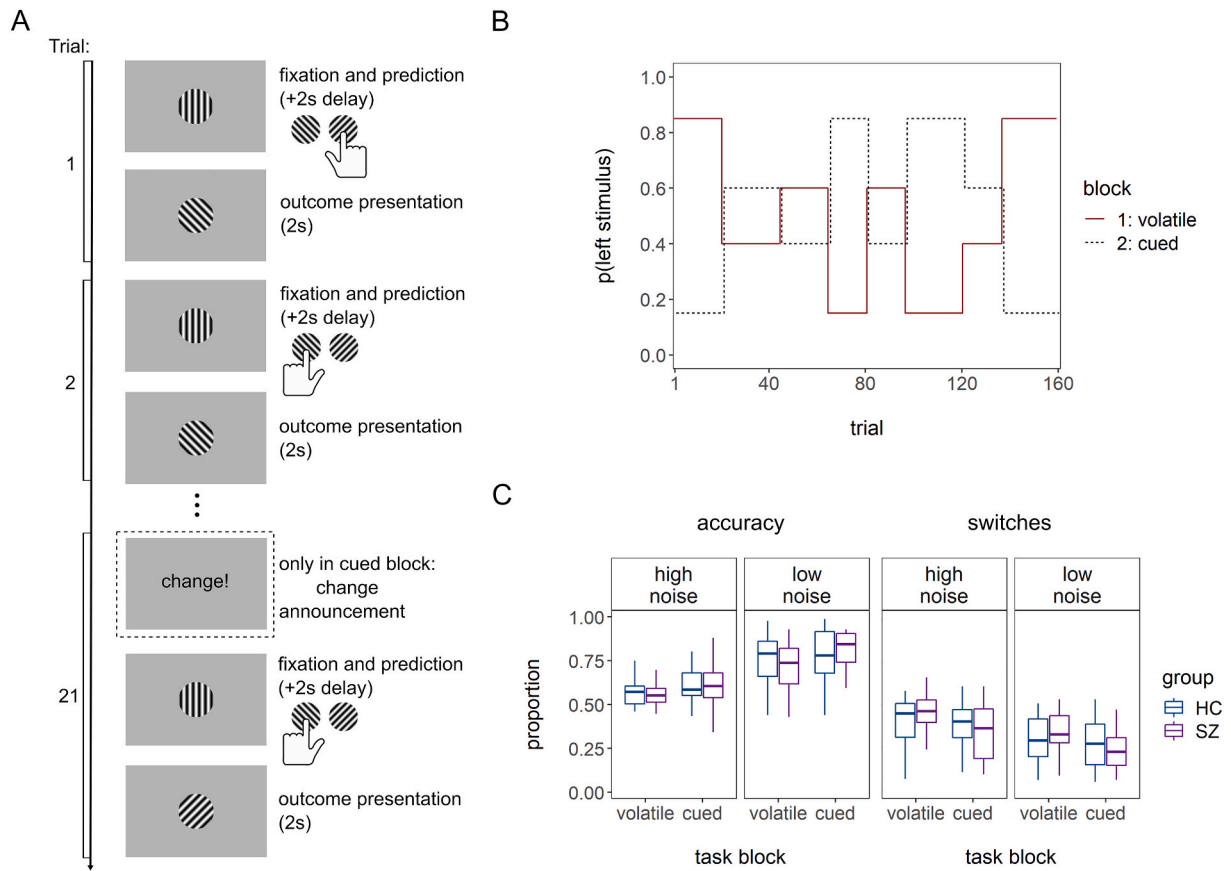 A
Trial:
1
fixation and prediction
(+2s delay)
outcome presentation
(2s)
2
fixation and prediction
(+2s delay)
outcome presentation
(2s)
change!
only in cued block:
change
announcement
21
fixation and prediction
(+2s delay)
outcome presentation
(2s)
B
p(left stimulus)
1.0
0.8
0.6
0.4
0.2
0.0
1 40 80 120 160
trial
block
1: volatile
2: cued
C
accuracy switches
high
noise
low
noise
high
noise
low
noise
proportion
1.00
0.75
0.50
0.25
0.00
volatile cued volatile cued volatile cued volatile cued
task block task block
group
HC
SZ